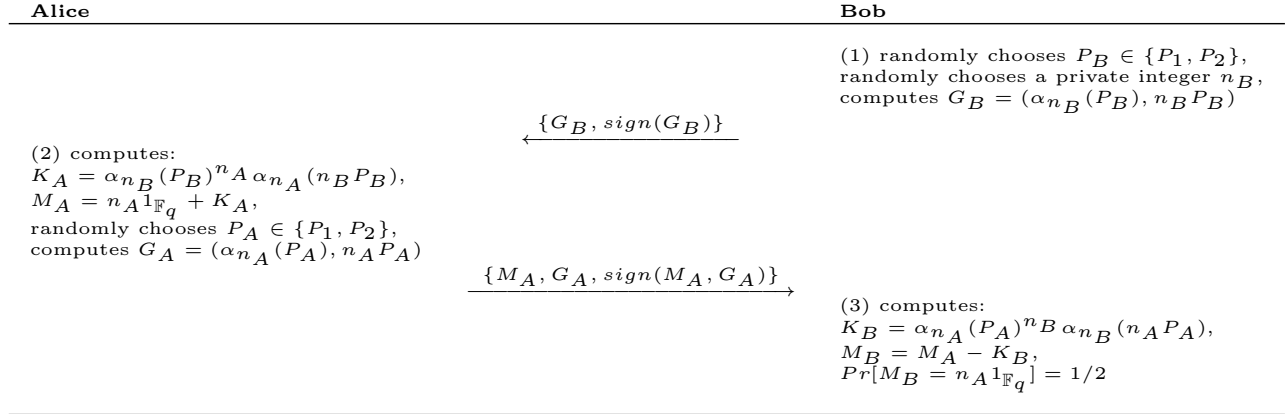 Alice Bob
(1) randomly chooses P_B ∈ {P_1, P_2},
randomly chooses a private integer n_B,
computes G_B = (α_{n_B}(P_B), n_B P_B)
{G_B, sign(G_B)}
(2) computes:
K_A = α_{n_B}(P_B)^{n_A} α_{n_A}(n_B P_B),
M_A = n_A 1_{𝔽_q} + K_A,
randomly chooses P_A ∈ {P_1, P_2},
computes G_A = (α_{n_A}(P_A), n_A P_A)
{M_A, G_A, sign(M_A, G_A)}
(3) computes:
K_B = α_{n_A}(P_A)^{n_B} α_{n_B}(n_A P_A),
M_B = M_A − K_B,
Pr[M_B = n_A 1_{𝔽_q}] = 1/2